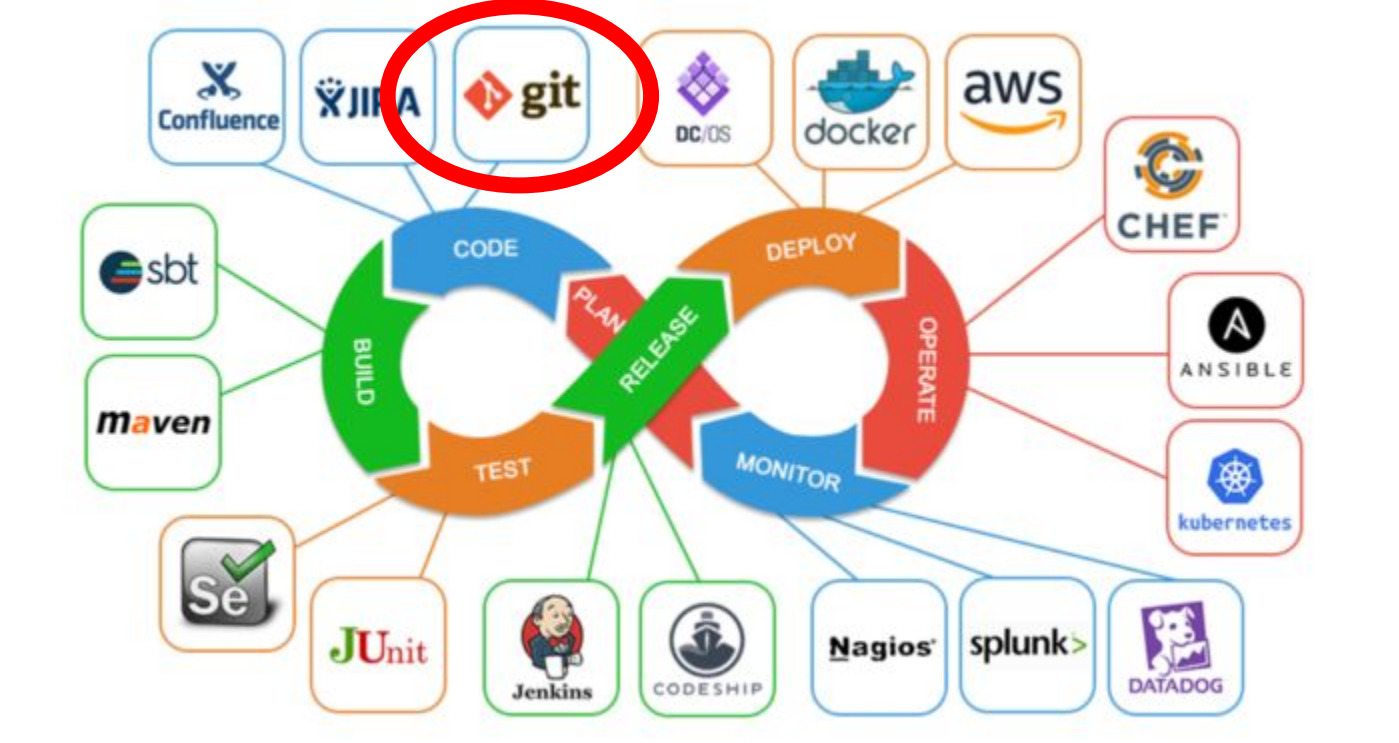 Confluence
JIRA
git
DC/OS
docker
aws
CHEF
sbt
CODE
DEPLOY
PLAN
RELEASE
BUILD
OPERATE
ANSIBLE
maven
TEST
MONITOR
kubernetes
Se
JUnit
Jenkins
CODESHIP
Nagios®
splunk>
DATADOG